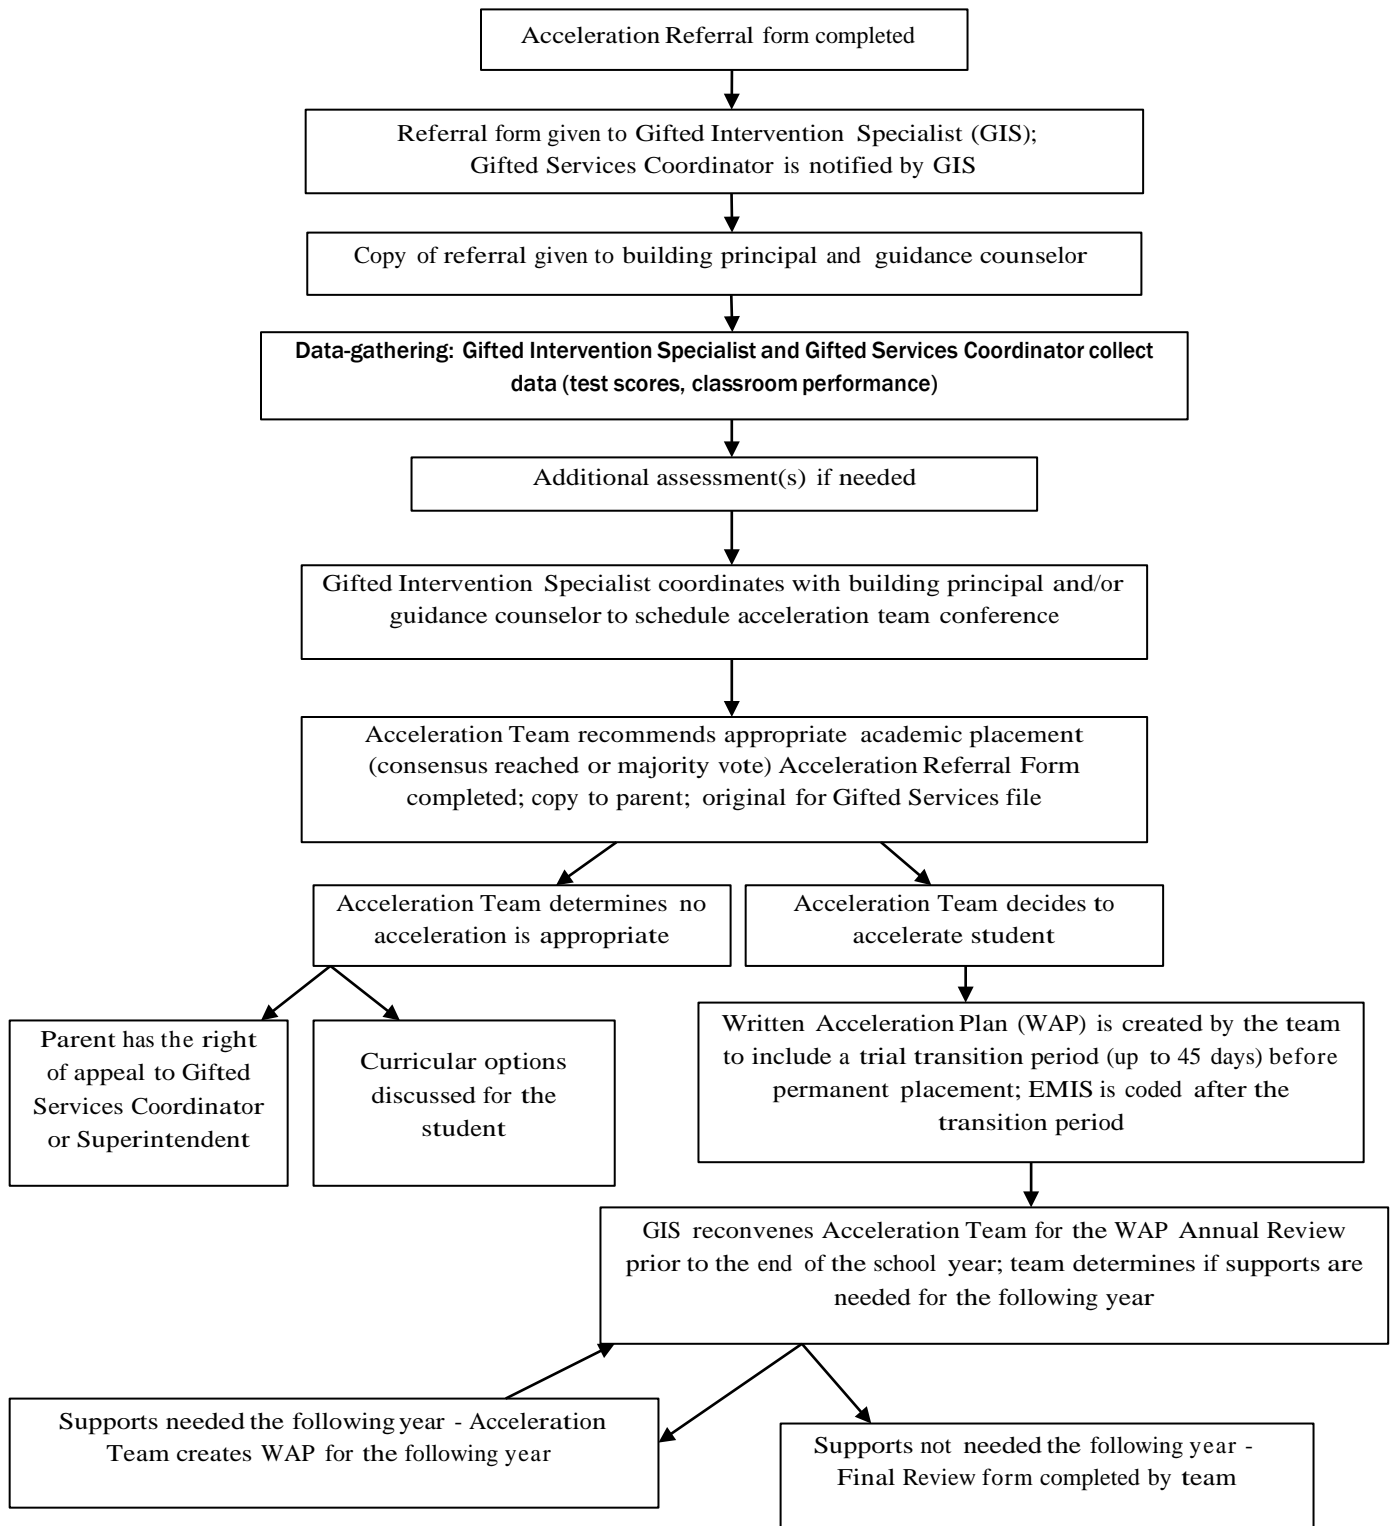 Acceleration Referral form completed
Referral form given to Gifted Intervention Specialist (GIS);
Gifted Services Coordinator is notified by GIS
Copy of referral given to building principal and guidance counselor
Data-gathering: Gifted Intervention Specialist and Gifted Services Coordinator collect
data (test scores, classroom performance)
Additional assessment(s) if needed
Gifted Intervention Specialist coordinates with building principal and/or
guidance counselor to schedule acceleration team conference
Acceleration Team recommends appropriate academic placement
(consensus reached or majority vote) Acceleration Referral Form
completed; copy to parent; original for Gifted Services file
Acceleration Team determines no
acceleration is appropriate
Acceleration Team decides to
accelerate student
Parent has the right
of appeal to Gifted
Services Coordinator
or Superintendent
Curricular options
discussed for the
student
Written Acceleration Plan (WAP) is created by the team
to include a trial transition period (up to 45 days) before
permanent placement; EMIS is coded after the
transition period
GIS reconvenes Acceleration Team for the WAP Annual Review
prior to the end of the school year; team determines if supports are
needed for the following year
Supports needed the following year - Acceleration
Team creates WAP for the following year
Supports not needed the following year -
Final Review form completed by team